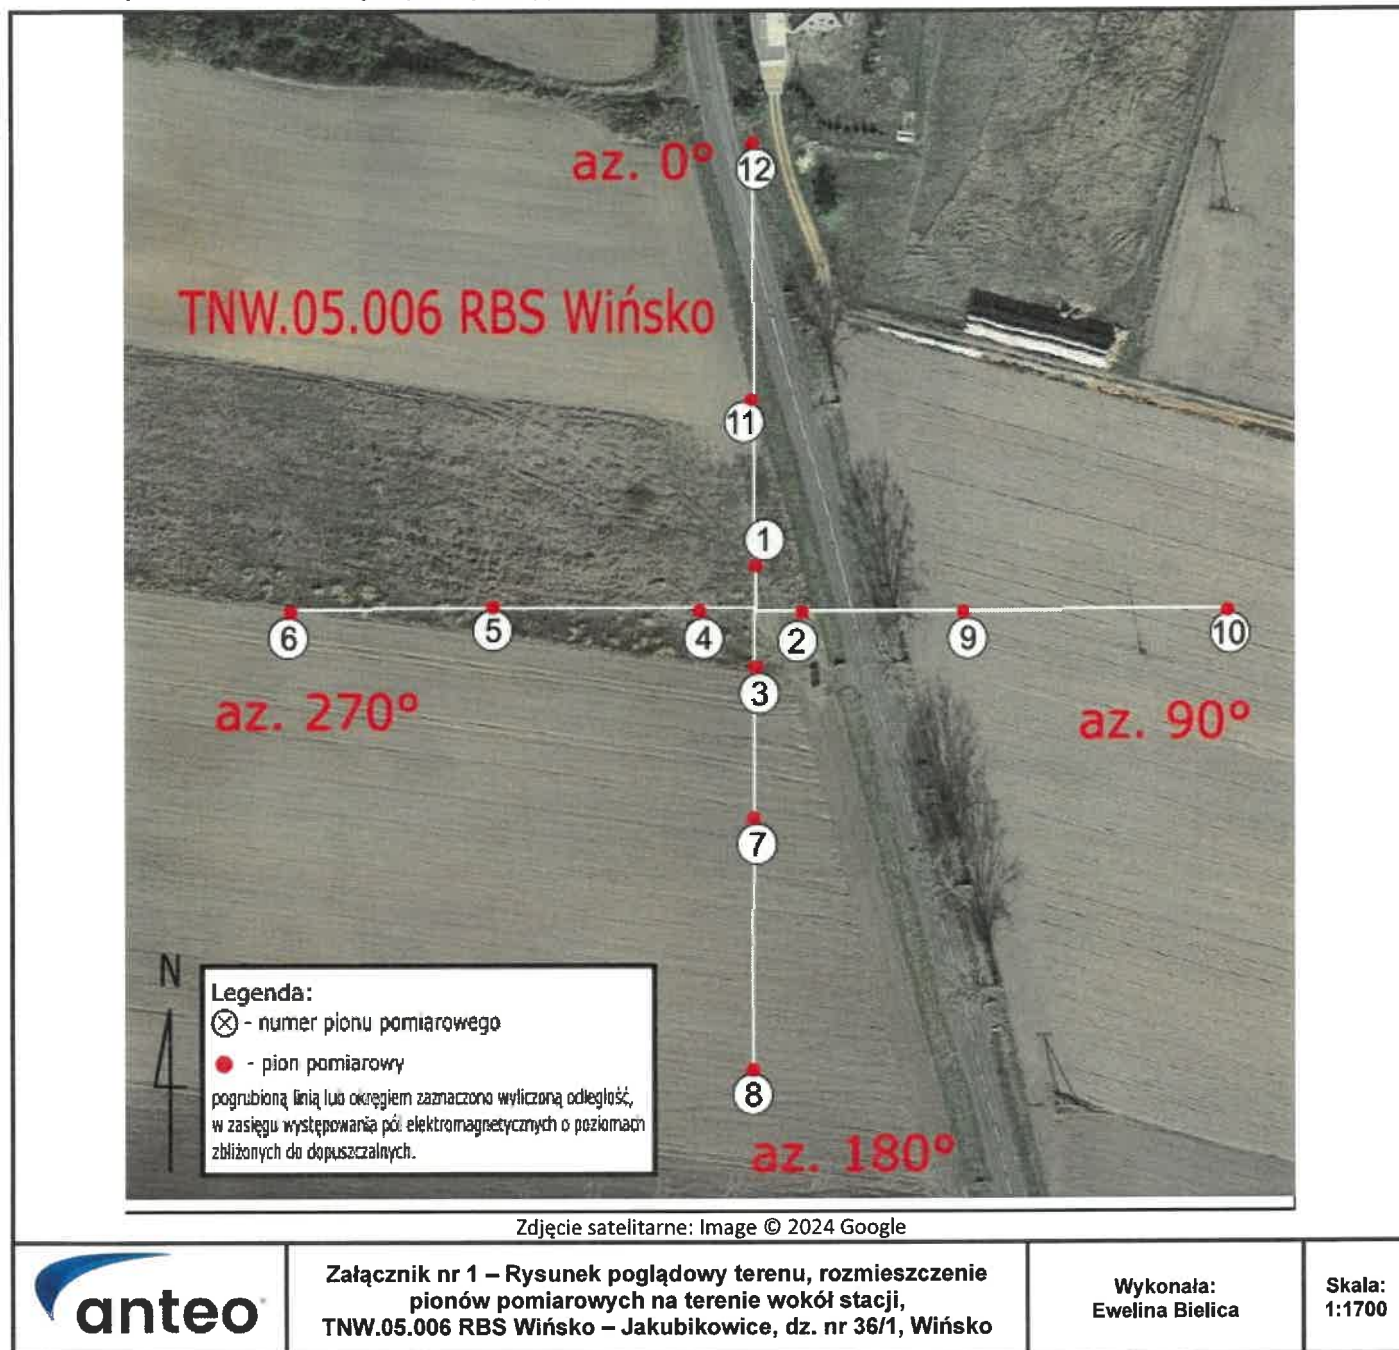 az. 0°
12
TNW.05.006 RBS Wińsko
11
1
6
5
4
2
9
10
3
az. 270°
az. 90°
7
8
az. 180°
N
Legenda:
- numer pionu pomiarowego
- pion pomiarowy
pogrubioną linią lub okręgiem zaznaczono wyliczoną odległość,
w zasięgu występowania pól elektromagnetycznych o poziomach
zbliżonych do dopuszczalnych.
Zdjęcie satelitarne: Image © 2024 Google
anteo
Załącznik nr 1 – Rysunek poglądowy terenu, rozmieszczenie
pionów pomiarowych na terenie wokół stacji,
TNW.05.006 RBS Wińsko – Jakubikowice, dz. nr 36/1, Wińsko
Wykonała:
Ewelina Bielica
Skala:
1:1700